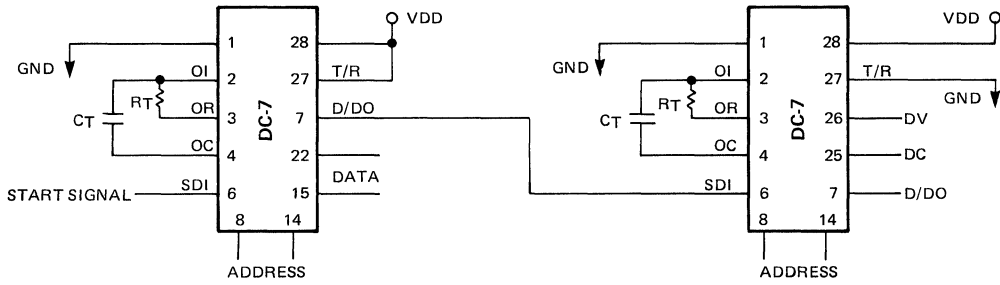 VDD
VDD
1
28
1
28
GND
GND
OI
2
27
T/R
OI
2
27
T/R
RT
RT
GND
CT
OR
3
DC-7
7
D/DO
CT
OR
3
DC-7
26
DV
OC
4
22
OC
4
25
DC
START SIGNAL
SDI
6
15
DATA
SDI
6
7
D/DO
8
14
8
14
ADDRESS
ADDRESS